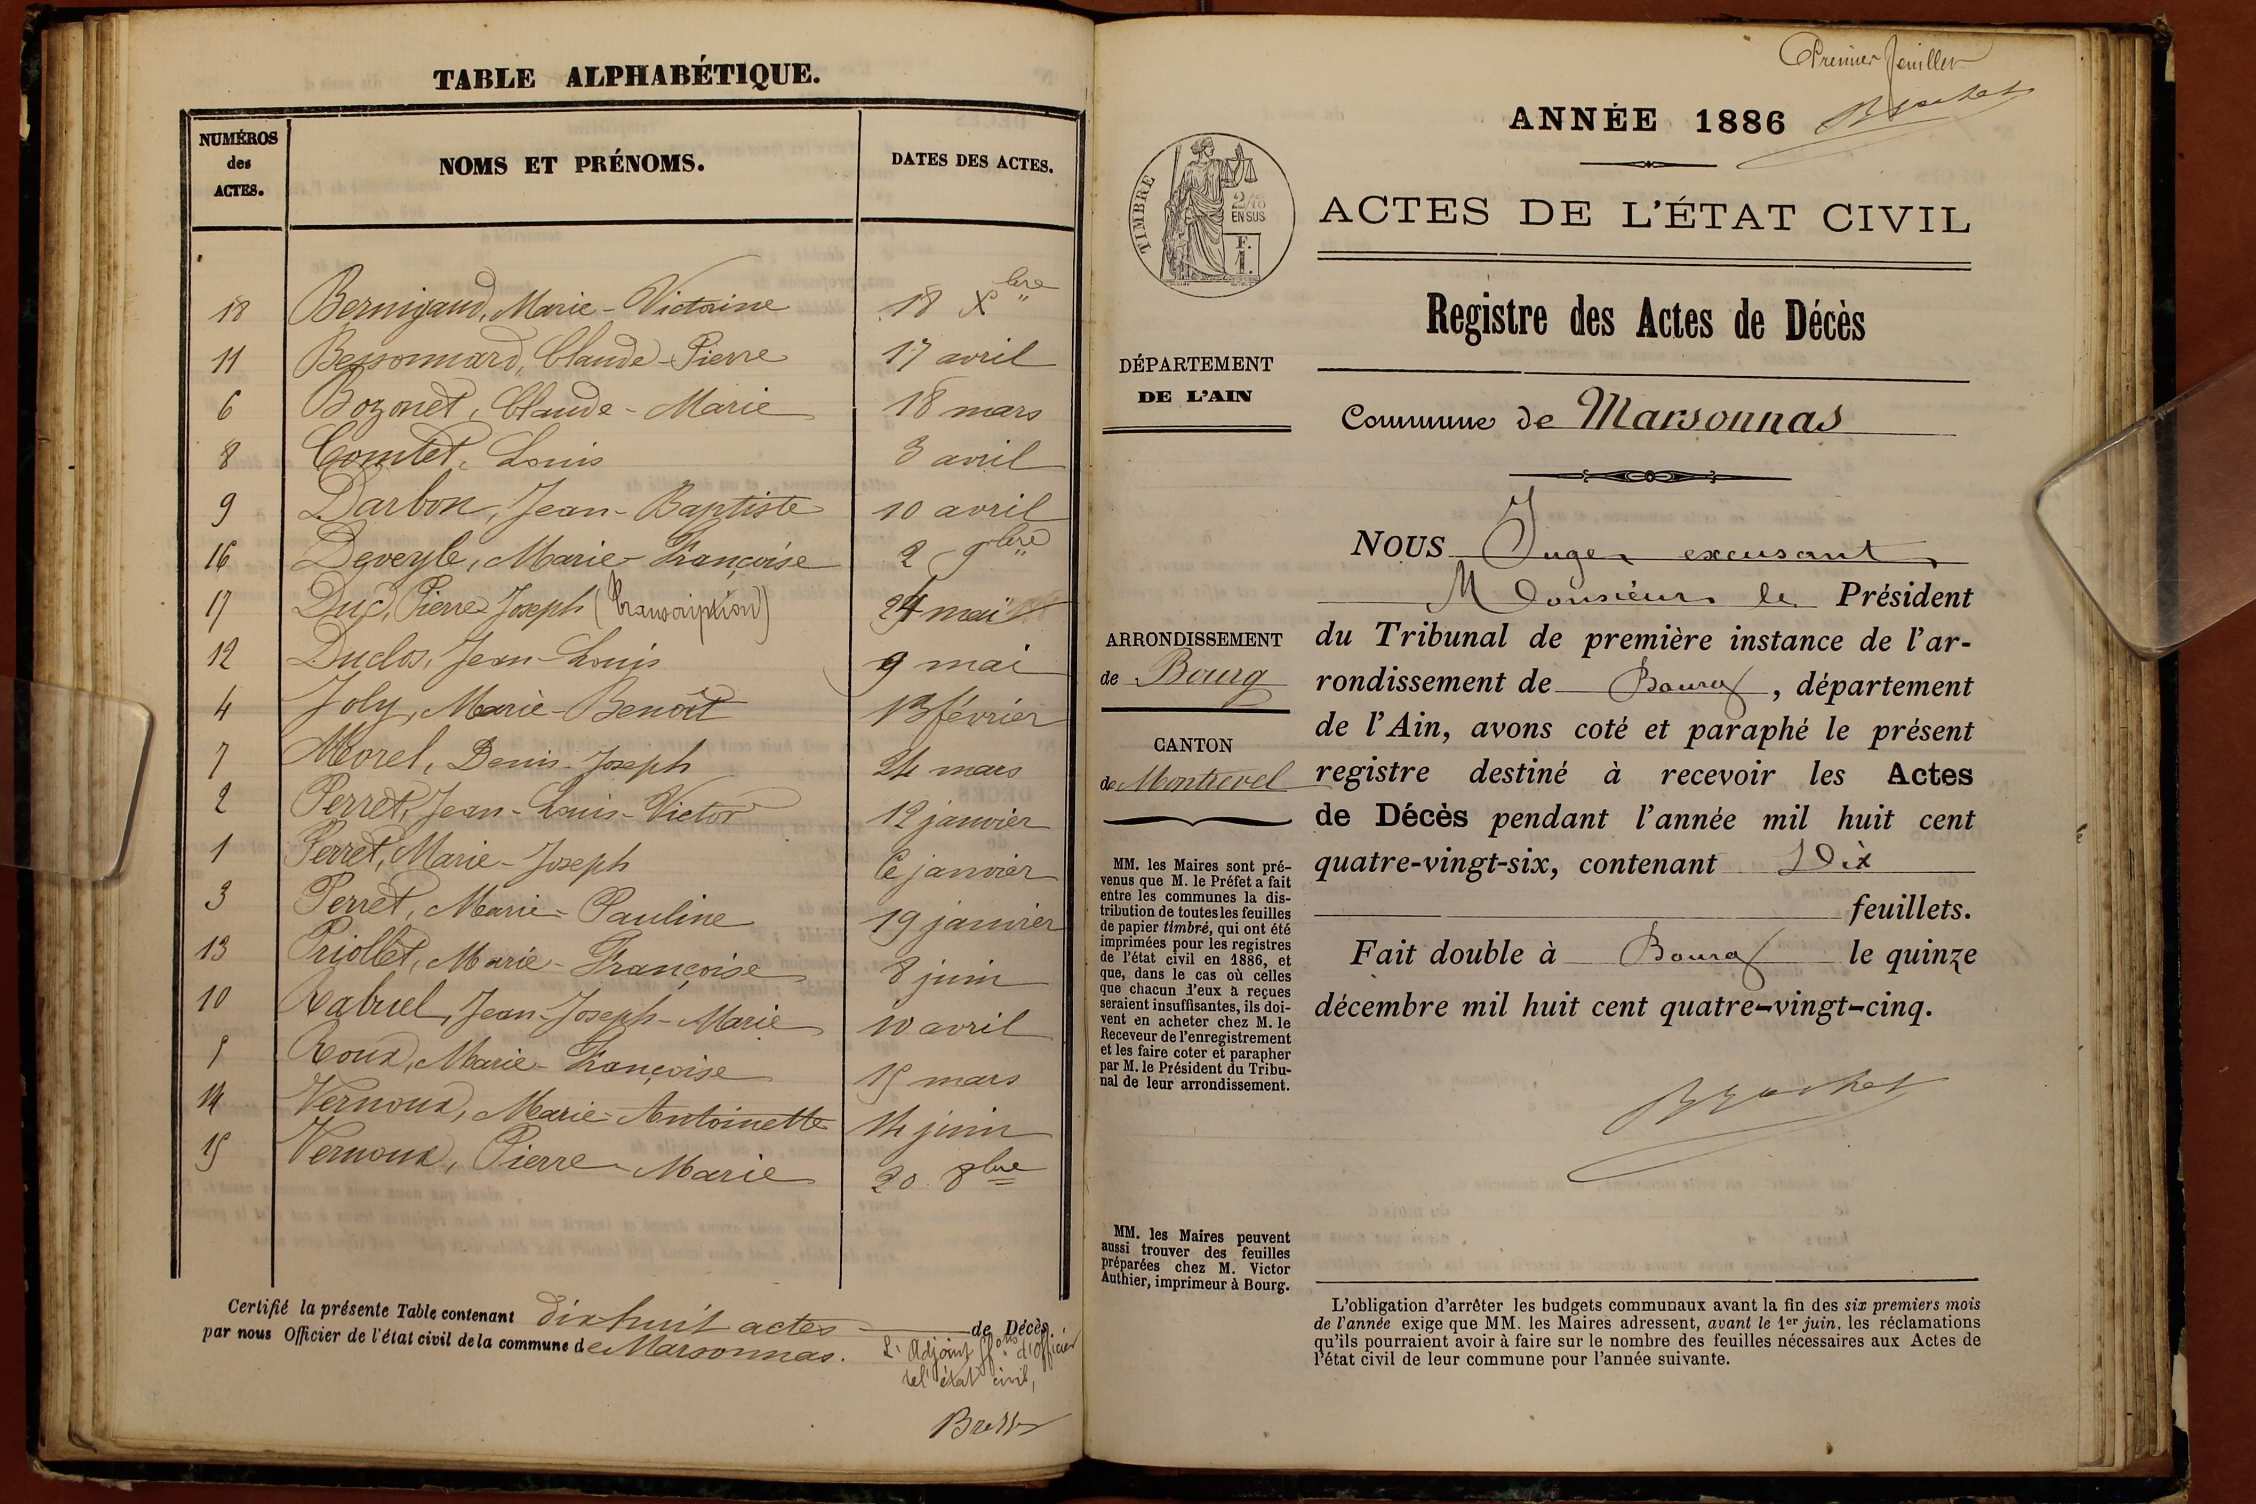 TABLE ALPHABÉTIQUE.
NUMÉROS
des
ACTES.
NOMS ET PRÉNOMS.
DATES DES ACTES.
18 Bernigaud, Marie-Victorine 18 Xbre
11 Bessonnard, Claude-Pierre 17 avril
6 Bozonet, Claude-Marie 18 mars
8 Comtet, Louis 3 avril
9 Darbon, Jean-Baptiste 10 avril
16 Deveyle, Marie-Françoise 2 9bre
17 Duc, Pierre Joseph (transcription) 24 mai
12 Duclos, Jean-Louis 9 mai
4 Joly, Marie-Benoît 13 février
7 Morel, Denis-Joseph 24 mars
2 Perret, Jean-Louis-Victor 12 janvier
1 Perret, Marie-Joseph 6 janvier
3 Perret, Marie-Pauline 19 janvier
13 Priollet, Marie-Françoise 8 juin
10 Rabuel, Jean-Joseph-Marie 10 avril
5 Roux, Marie-Françoise 15 mars
14 Vernoux, Marie-Antoinette 14 juin
15 Vernoux, Pierre-Marie 20 8bre
Certifié la présente Table contenant dix-huit actes de Décès.
par nous Officier de l'état civil de la commune de Marsonnas.
L'Adjoint d'officier
de l'état civil,
Premier feuillet
Brochet
ANNÉE 1886
TIMBRE
2/10
EN SUS
F.
1.
ACTES DE L'ÉTAT CIVIL
Registre des Actes de Décès
DÉPARTEMENT
DE L'AIN
Commune de Marsonnas
ARRONDISSEMENT
de Bourg
CANTON
de Montrevel
MM. les Maires sont pré-
venus que M. le Préfet a fait
entre les communes la dis-
tribution de toutes les feuilles
de papier timbré, qui ont été
imprimées pour les registres
de l'état civil en 1886, et
que, dans le cas où celles
que chacun d'eux a reçues
seraient insuffisantes, ils doi-
vent en acheter chez M. le
Receveur de l'enregistrement
et les faire coter et parapher
par M. le Président du Tribu-
nal de leur arrondissement.
MM. les Maires peuvent
aussi trouver des feuilles
préparées chez M. Victor
Authier, imprimeur à Bourg.
NOUS Juge excusant
Monsieur le Président
du Tribunal de première instance de l'ar-
rondissement de Bourg, département
de l'Ain, avons coté et paraphé le présent
registre destiné à recevoir les Actes
de Décès pendant l'année mil huit cent
quatre-vingt-six, contenant Dix
feuillets.
Fait double à Bourg le quinze
décembre mil huit cent quatre-vingt-cinq.
Brochet
L'obligation d'arrêter les budgets communaux avant la fin des six premiers mois
de l'année exige que MM. les Maires adressent, avant le 1er juin, les réclamations
qu'ils pourraient avoir à faire sur le nombre des feuilles nécessaires aux Actes de
l'état civil de leur commune pour l'année suivante.